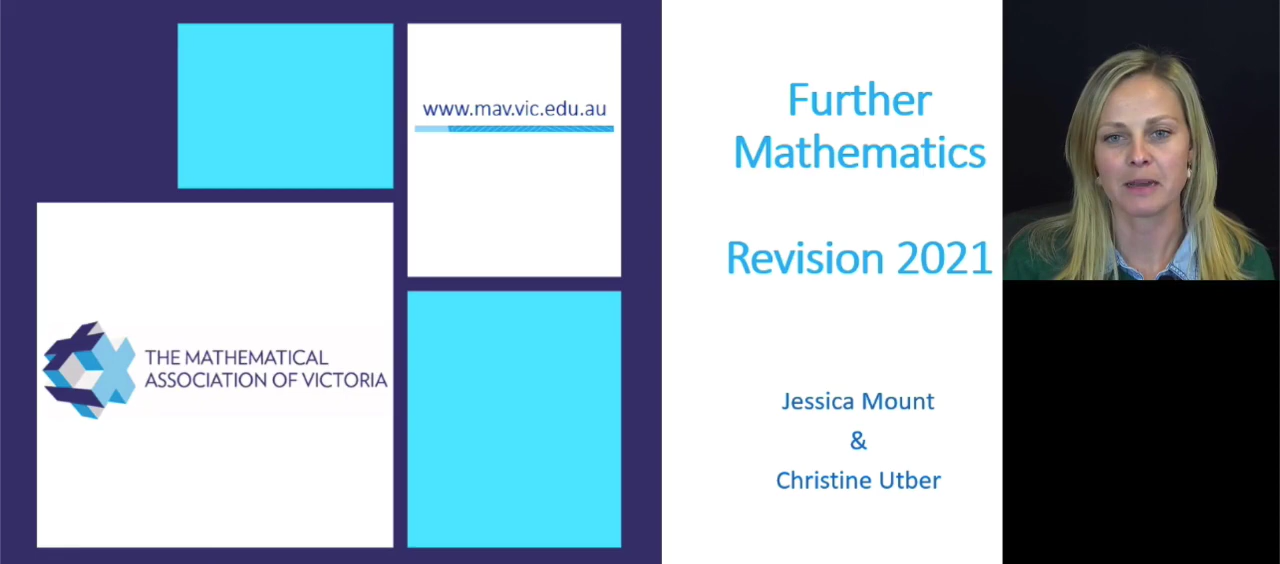 www.mav.vic.edu.au
THE MATHEMATICAL
ASSOCIATION OF VICTORIA
Further
Mathematics
Revision 2021
Jessica Mount
&
Christine Utber